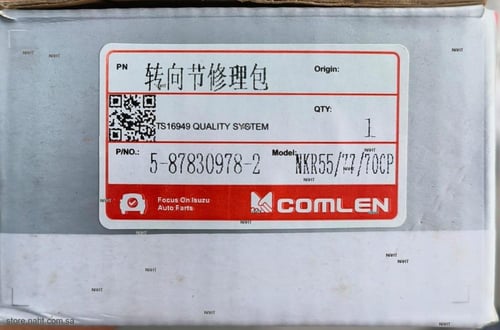 PN 转向节修理包 Origin:
TS16949 QUALITY SYSTEM QTY: 1
P/NO.: 5-87830978-2 Model: NKR55/77/70CP
Focus On Isuzu
Auto Parts
COMLEN
store.naht.com.sa